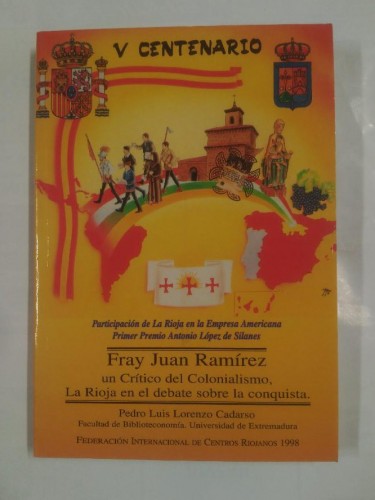 V CENTENARIO
Participación de La Rioja en la Empresa Americana
Primer Premio Antonio López de Silanes
Fray Juan Ramírez
un Crítico del Colonialismo,
La Rioja en el debate sobre la conquista.
Pedro Luis Lorenzo Cadarso
Facultad de Biblioteconomía. Universidad de Extremadura
FEDERACIÓN INTERNACIONAL DE CENTROS RIOJANOS 1998